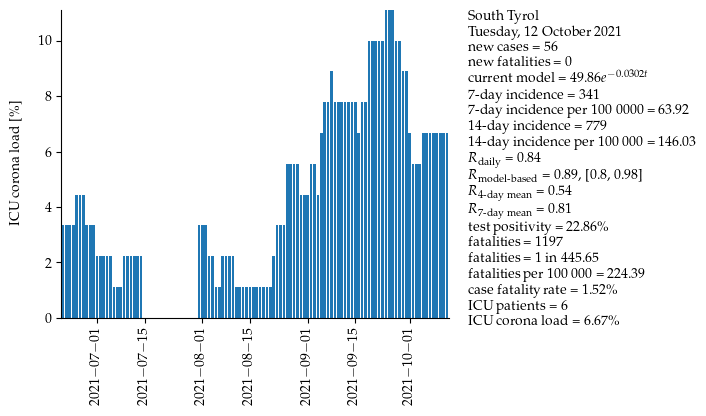 ICU corona load [%]
10
8
6
4
2
0
2021−07−01
2021−07−15
2021−08−01
2021−08−15
2021−09−01
2021−09−15
2021−10−01
South Tyrol
Tuesday, 12 October 2021
new cases = 56
new fatalities = 0
current model = 49.86e^{−0.0302t}
7-day incidence = 341
7-day incidence per 100 0000 = 63.92
14-day incidence = 779
14-day incidence per 100 000 = 146.03
R_daily = 0.84
R_model-based = 0.89, [0.8, 0.98]
R_4-day mean = 0.54
R_7-day mean = 0.81
test positivity = 22.86%
fatalities = 1197
fatalities = 1 in 445.65
fatalities per 100 000 = 224.39
case fatality rate = 1.52%
ICU patients = 6
ICU corona load = 6.67%